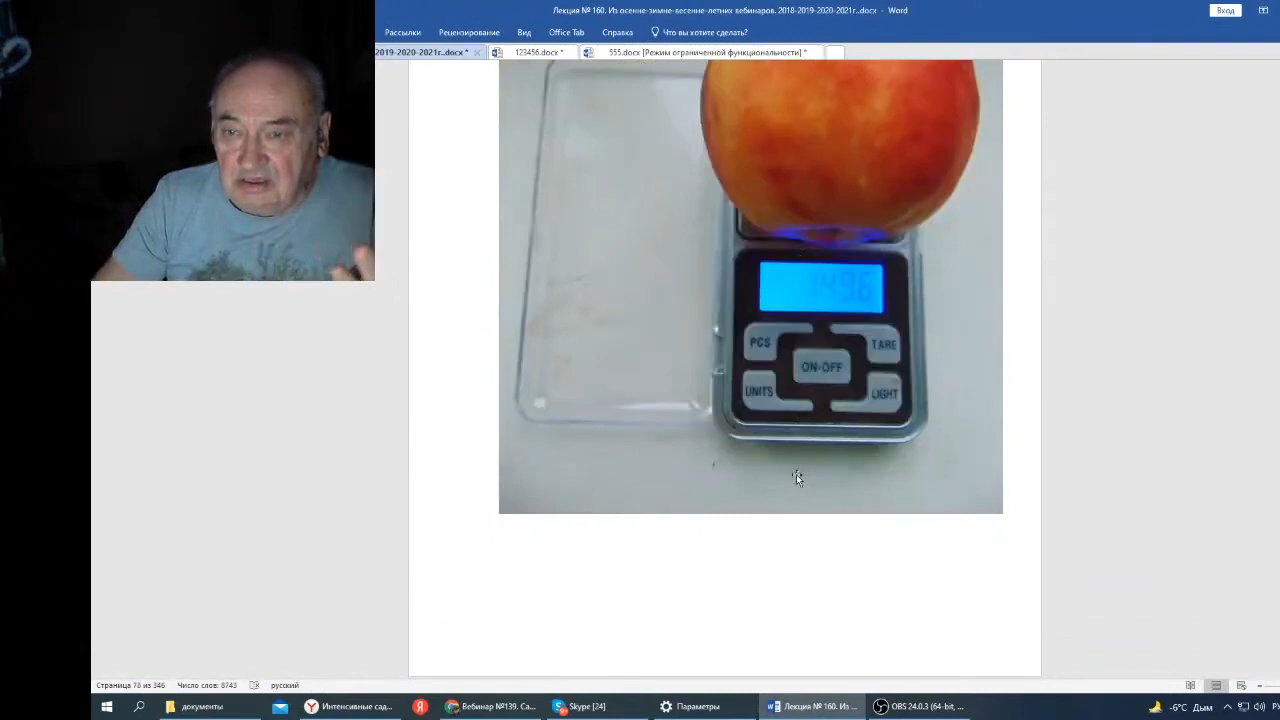 Лекция № 160. Из осенне-зимне-весенне-летних вебинаров. 2018-2019-2020-2021г..docx - Word
Вход
Рассылки Рецензирование Вид Office Tab Справка Что вы хотите сделать?
2019-2020-2021г..docx * 123456.docx * 555.docx [Режим ограниченной функциональности] *
149.6
PCS TARE
ON-OFF
UNITS LIGHT
Страница 78 из 346 Число слов: 8743 русский
документы Интенсивные сад... Я Вебинар №139. Са... Skype [24] Параметры Лекция № 160. Из ... OBS 24.0.3 (64-bit, ... -6°C Дым